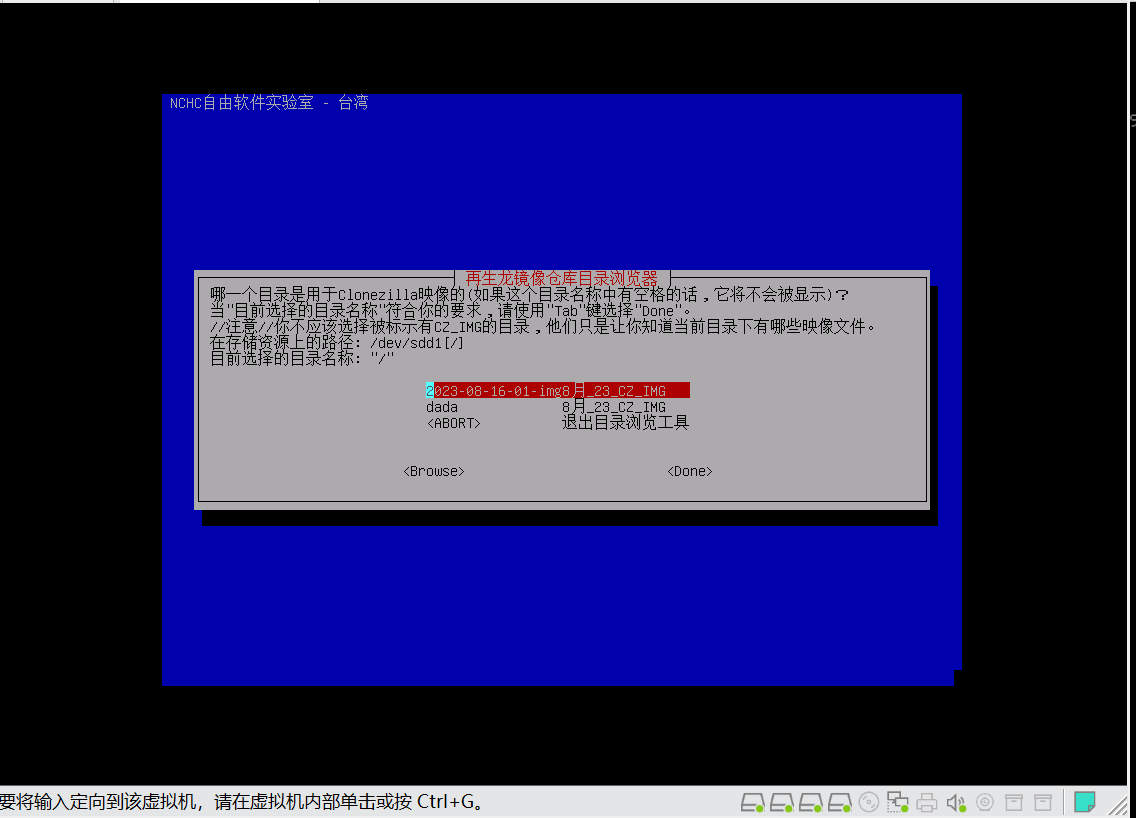 NCHC自由软件实验室 - 台湾
再生龙镜像仓库目录浏览器
哪一个目录是用于Clonezilla映像的(如果这个目录名称中有空格的话，它将不会被显示)?
当"目前选择的目录名称"符合你的要求，请使用"Tab"键选择"Done"。
//注意//你不应该选择被标示有CZ_IMG的目录，他们只是让你知道当前目录下有哪些映像文件。
在存储资源上的路径: /dev/sdd1[/]
目前选择的目录名称: "/"
2023-08-16-01-img8月_23_CZ_IMG
dada 8月_23_CZ_IMG
<ABORT> 退出目录浏览工具
<Browse> <Done>
要将输入定向到该虚拟机，请在虚拟机内部单击或按 Ctrl+G。